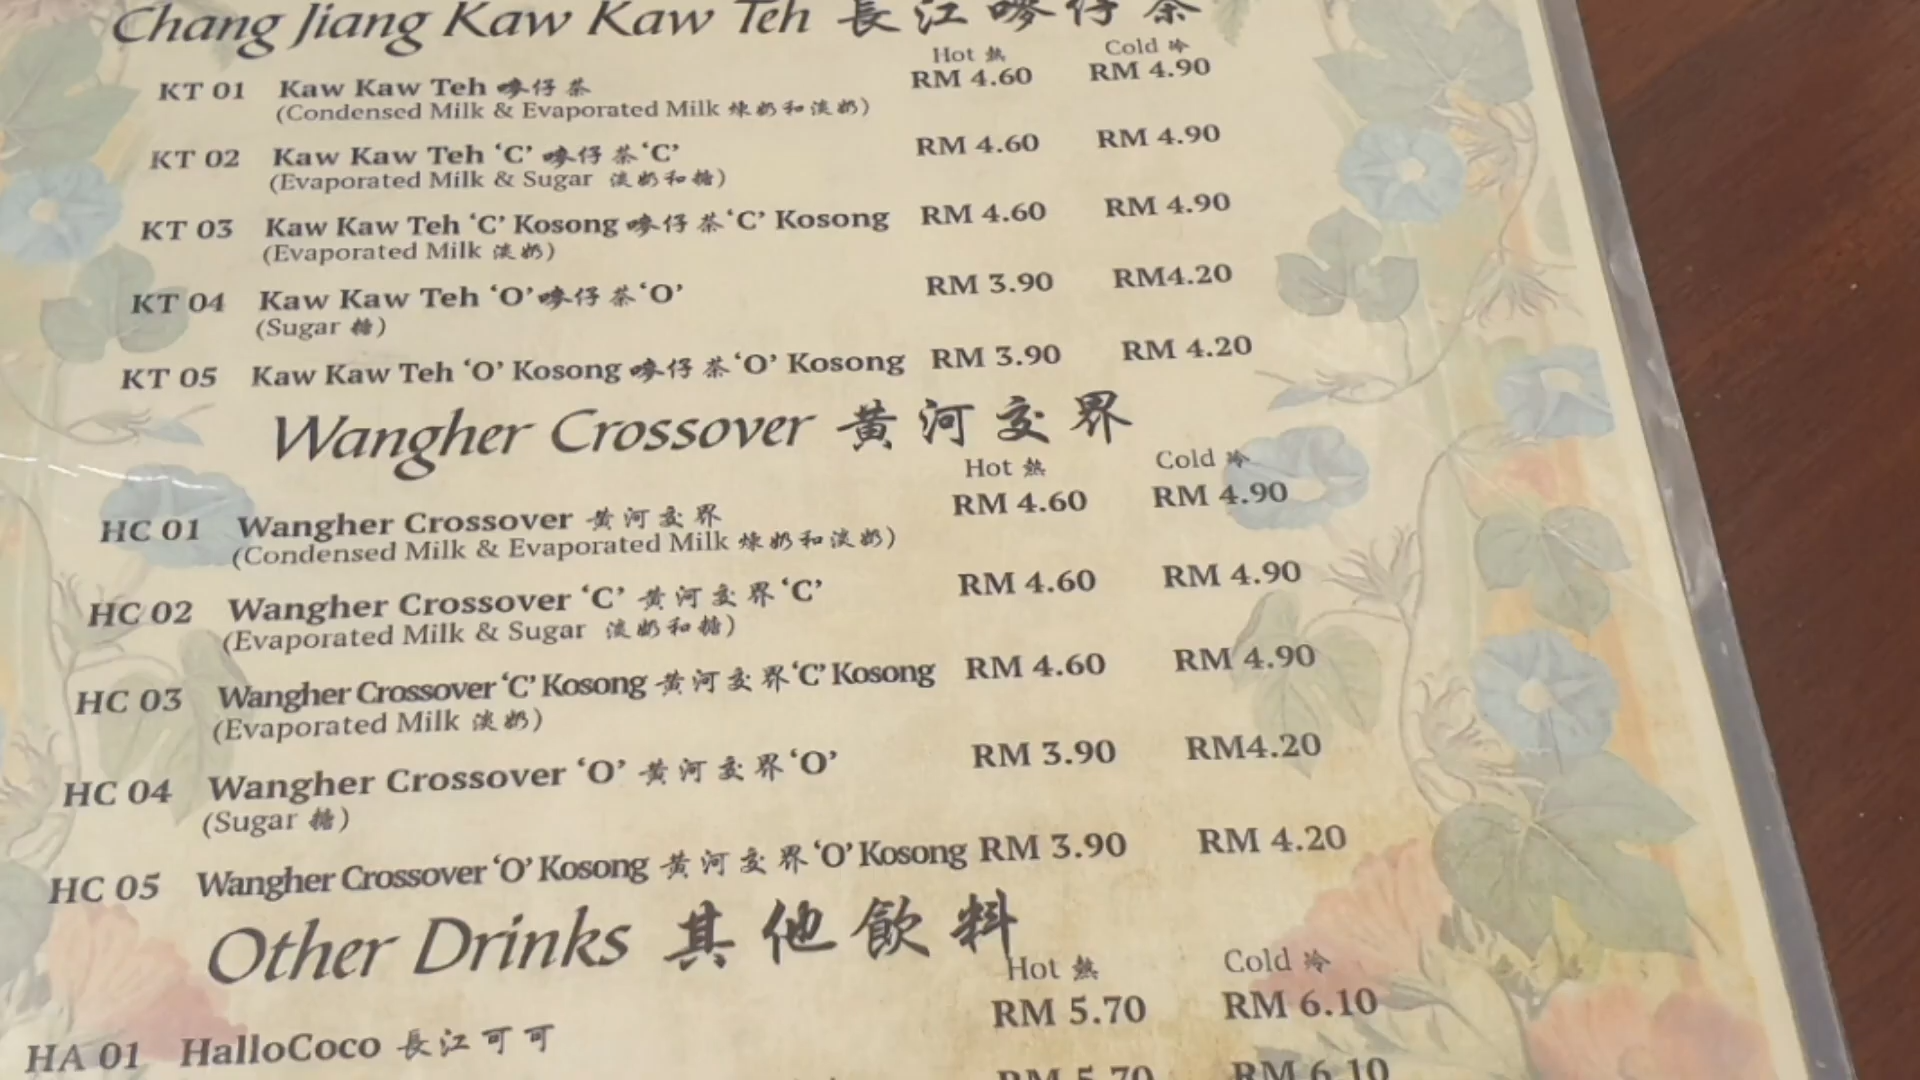 Chang Jiang Kaw Kaw Teh 長江嘇仔茶
Hot 熱 Cold 冷
KT 01 Kaw Kaw Teh 嘇仔茶 RM 4.60 RM 4.90
(Condensed Milk & Evaporated Milk 煉奶和淡奶)
KT 02 Kaw Kaw Teh ‘C’ 嘇仔茶‘C’ RM 4.60 RM 4.90
(Evaporated Milk & Sugar 淡奶和糖)
KT 03 Kaw Kaw Teh ‘C’ Kosong 嘇仔茶‘C’ Kosong RM 4.60 RM 4.90
(Evaporated Milk 淡奶)
KT 04 Kaw Kaw Teh ‘O’ 嘇仔茶‘O’ RM 3.90 RM4.20
(Sugar 糖)
KT 05 Kaw Kaw Teh ‘O’ Kosong 嘇仔茶‘O’ Kosong RM 3.90 RM 4.20
Wangher Crossover 黄河交界
Hot 熱 Cold 冷
HC 01 Wangher Crossover 黄河交界 RM 4.60 RM 4.90
(Condensed Milk & Evaporated Milk 煉奶和淡奶)
HC 02 Wangher Crossover ‘C’ 黄河交界‘C’ RM 4.60 RM 4.90
(Evaporated Milk & Sugar 淡奶和糖)
HC 03 Wangher Crossover ‘C’ Kosong 黄河交界‘C’ Kosong RM 4.60 RM 4.90
(Evaporated Milk 淡奶)
HC 04 Wangher Crossover ‘O’ 黄河交界‘O’ RM 3.90 RM4.20
(Sugar 糖)
HC 05 Wangher Crossover ‘O’ Kosong 黄河交界‘O’ Kosong RM 3.90 RM 4.20
Other Drinks 其他飲料
Hot 熱 Cold 冷
HA 01 HalloCoco 長江可可 RM 5.70 RM 6.10
RM 5.70 RM 6.10